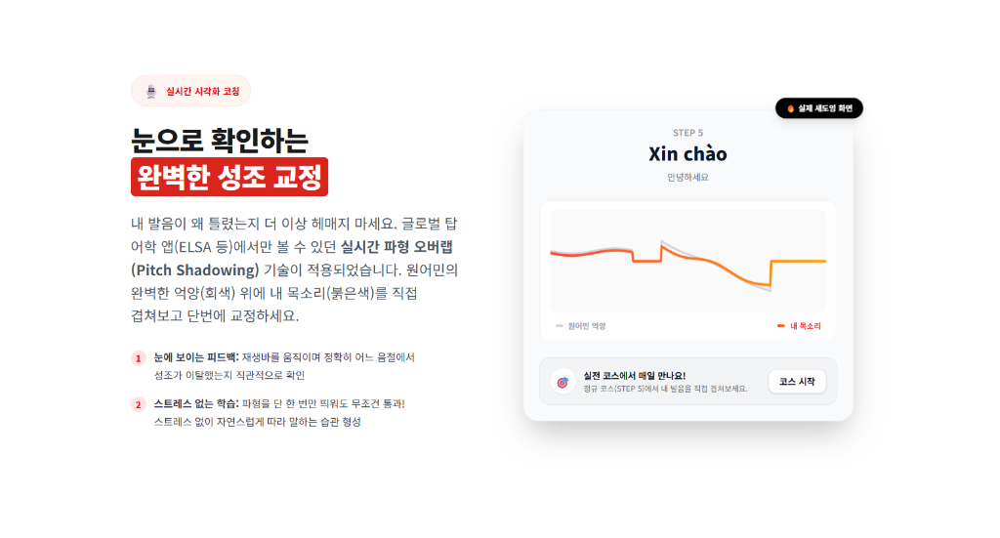 실시간 시각화 코칭
눈으로 확인하는
완벽한 성조 교정
내 발음이 왜 틀렸는지 더 이상 헤매지 마세요. 글로벌 탑
어학 앱(ELSA 등)에서만 볼 수 있던 실시간 파형 오버랩
(Pitch Shadowing) 기술이 적용되었습니다. 원어민의
완벽한 억양(회색) 위에 내 목소리(붉은색)를 직접
겹쳐보고 단번에 교정하세요.
1 눈에 보이는 피드백: 재생바를 움직이며 정확히 어느 음절에서
성조가 이탈했는지 직관적으로 확인
2 스트레스 없는 학습: 파형을 단 한 번만 띄워도 무조건 통과!
스트레스 없이 자연스럽게 따라 말하는 습관 형성
실제 섀도잉 화면
STEP 5
Xin chào
안녕하세요
원어민 억양
내 목소리
실전 코스에서 매일 만나요!
정규 코스(STEP 5)에서 내 발음을 직접 겹쳐보세요.
코스 시작